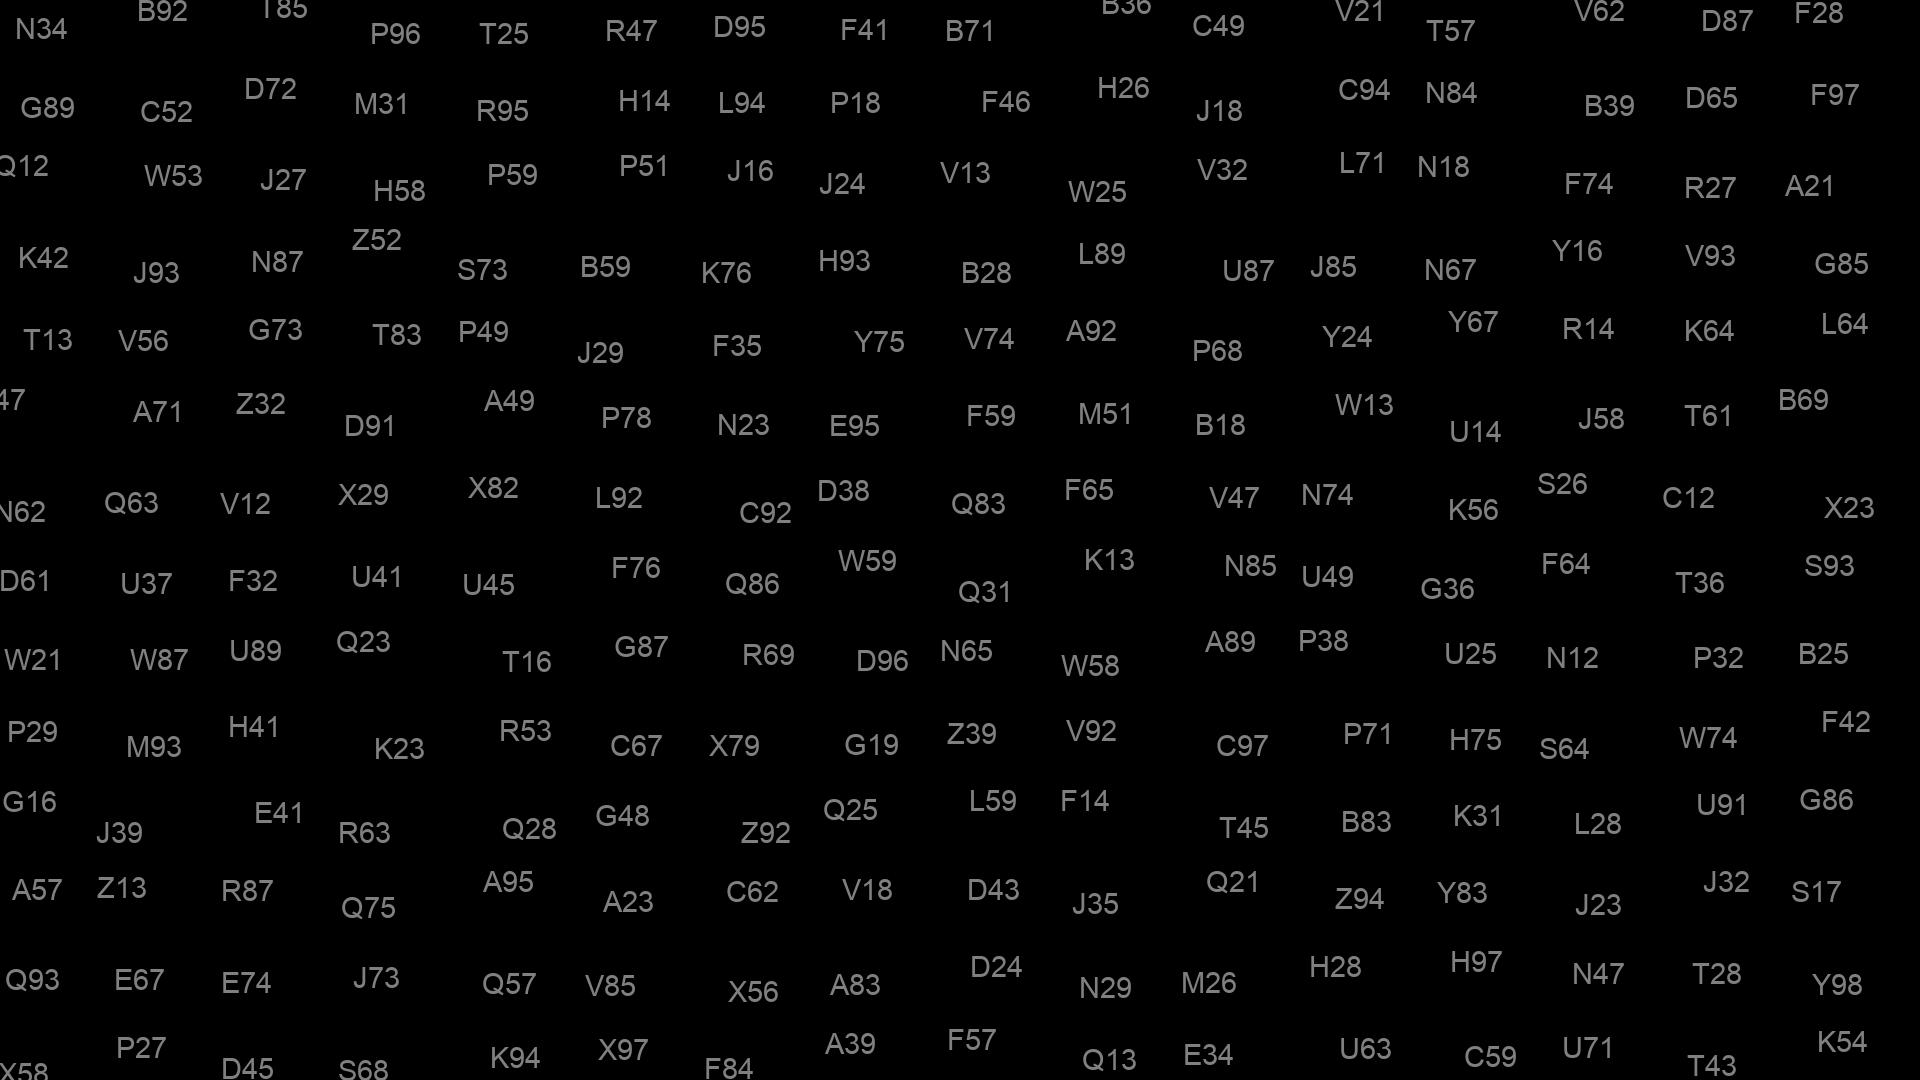 N34 B92 T85 P96 T25 R47 D95 F41 B71 B36 C49 V21 T57 V62 D87 F28
G89 C52 D72 M31 R95 H14 L94 P18 F46 H26 J18 C94 N84 B39 D65 F97
Q12 W53 J27 H58 P59 P51 J16 J24 V13 W25 V32 L71 N18 F74 R27 A21
K42 J93 N87 Z52 S73 B59 K76 H93 B28 L89 U87 J85 N67 Y16 V93 G85
T13 V56 G73 T83 P49 J29 F35 Y75 V74 A92 P68 Y24 Y67 R14 K64 L64
47 A71 Z32 D91 A49 P78 N23 E95 F59 M51 B18 W13 U14 J58 T61 B69
N62 Q63 V12 X29 X82 L92 C92 D38 Q83 F65 V47 N74 K56 S26 C12 X23
D61 U37 F32 U41 U45 F76 Q86 W59 Q31 K13 N85 U49 G36 F64 T36 S93
W21 W87 U89 Q23 T16 G87 R69 D96 N65 W58 A89 P38 U25 N12 P32 B25
P29 M93 H41 K23 R53 C67 X79 G19 Z39 V92 C97 P71 H75 S64 W74 F42
G16 J39 E41 R63 Q28 G48 Z92 Q25 L59 F14 T45 B83 K31 L28 U91 G86
A57 Z13 R87 Q75 A95 A23 C62 V18 D43 J35 Q21 Z94 Y83 J23 J32 S17
Q93 E67 E74 J73 Q57 V85 X56 A83 D24 N29 M26 H28 H97 N47 T28 Y98
X58 P27 D45 S68 K94 X97 F84 A39 F57 Q13 E34 U63 C59 U71 T43 K54